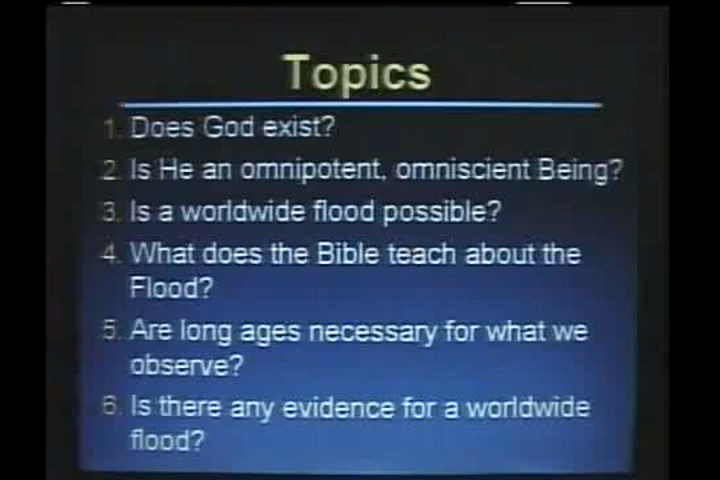 Topics
1. Does God exist?
2. Is He an omnipotent, omniscient Being?
3. Is a worldwide flood possible?
4. What does the Bible teach about the
Flood?
5. Are long ages necessary for what we
observe?
6. Is there any evidence for a worldwide
flood?